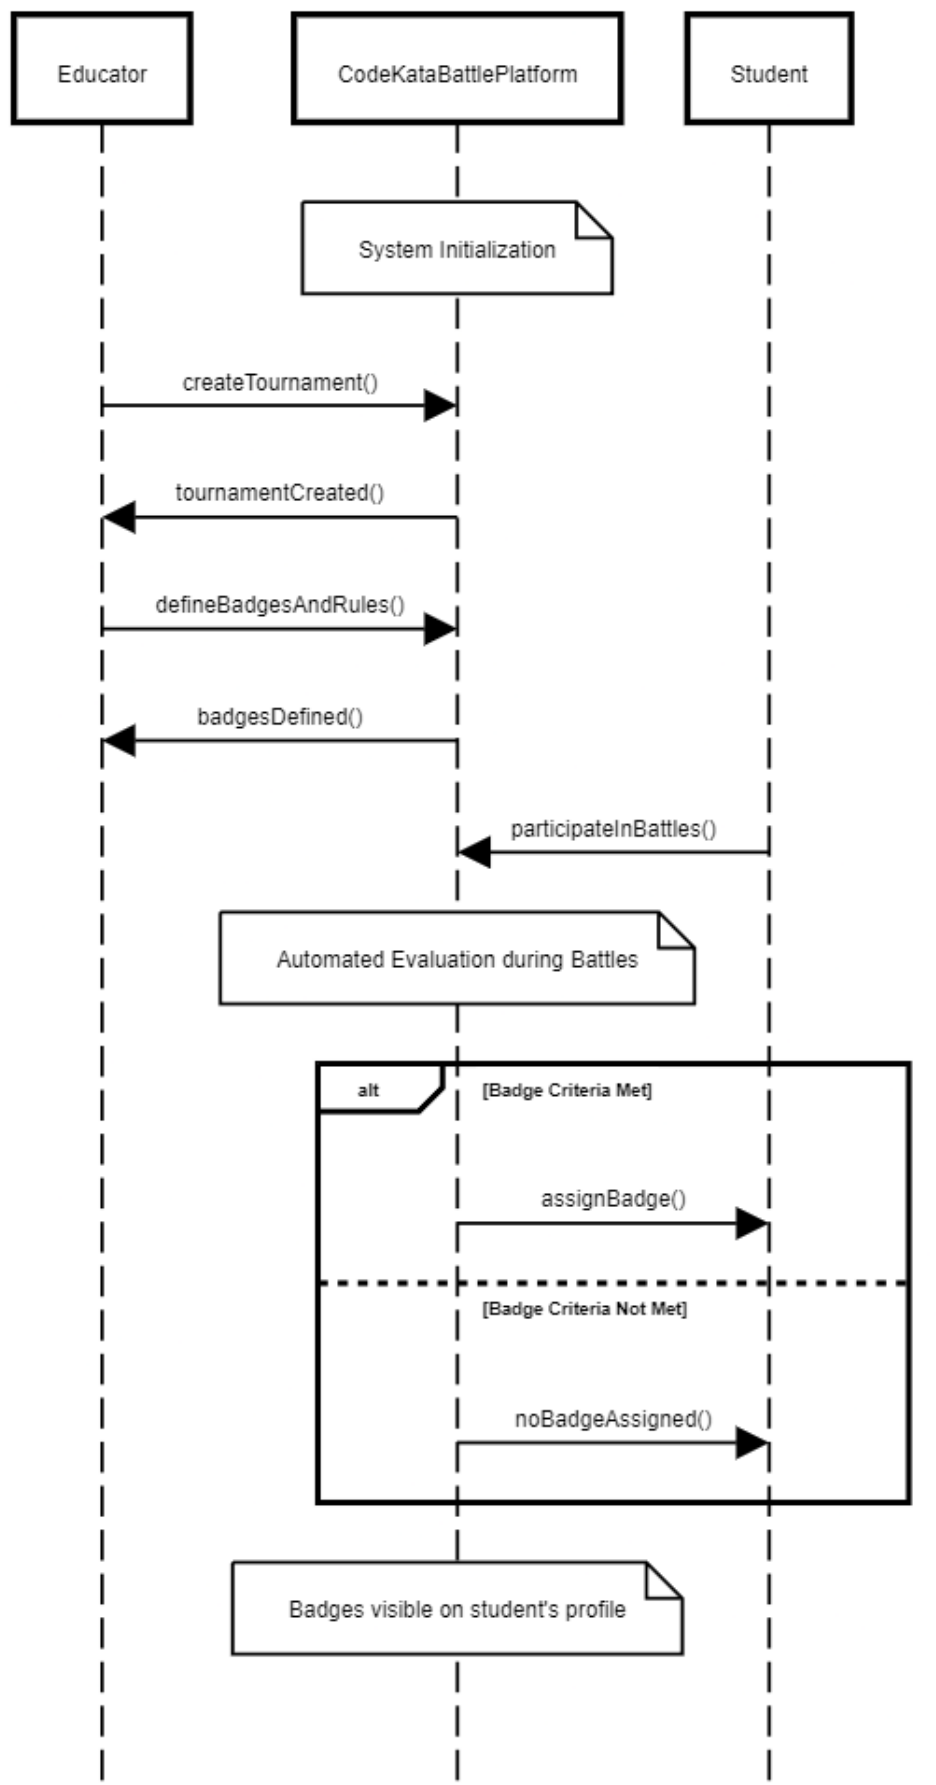 Educator
CodeKataBattlePlatform
Student
System Initialization
createTournament()
tournamentCreated()
defineBadgesAndRules()
badgesDefined()
participateInBattles()
Automated Evaluation during Battles
alt
[Badge Criteria Met]
assignBadge()
[Badge Criteria Not Met]
noBadgeAssigned()
Badges visible on student's profile